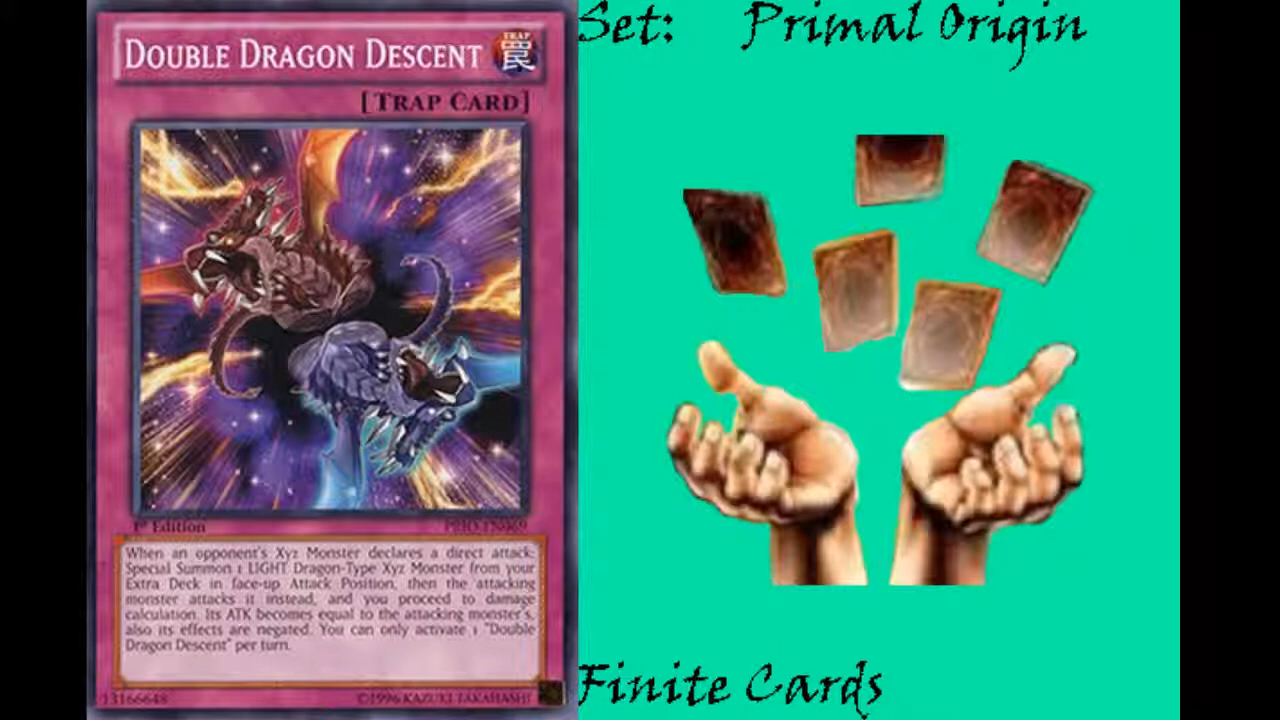 DOUBLE DRAGON DESCENT
TRAP
罠
[TRAP CARD]
1st Edition
PRIO-EN069
When an opponent's Xyz Monster declares a direct attack:
Special Summon 1 LIGHT Dragon-Type Xyz Monster from your
Extra Deck in face-up Attack Position, then the attacking
monster attacks it instead, and you proceed to damage
calculation. Its ATK becomes equal to the attacking monster's,
also its effects are negated. You can only activate 1 "Double
Dragon Descent" per turn.
13166648
©1996 KAZUKI TAKAHASHI
Set: Primal Origin
Finite Cards